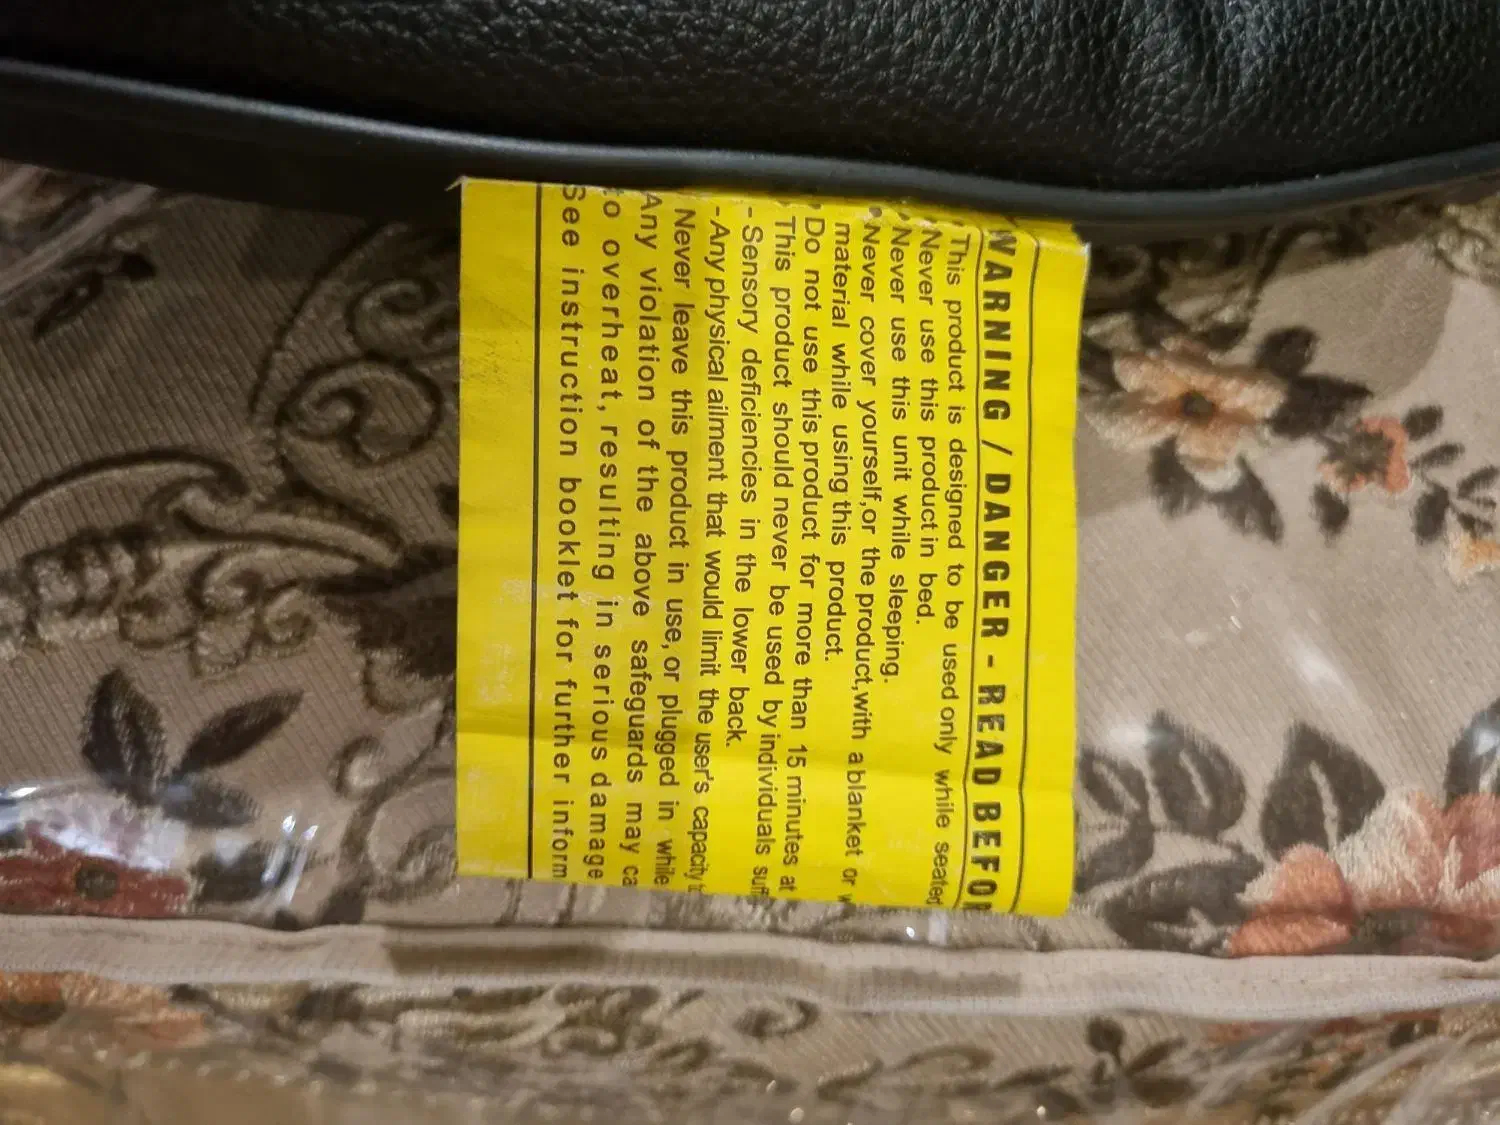 WARNING / DANGER - READ BEFO
This product is designed to be used only while seated
• Never use this product in bed.
• Never use this unit while sleeping.
• Never cover yourself, or the product, with a blanket or
material while using this product.
• Do not use this product for more than 15 minutes at
This product should never be used by individuals suff
- Sensory deficiencies in the lower back.
- Any physical ailment that would limit the user's capacity
Never leave this product in use, or plugged in while
Any violation of the above safeguards may ca
to overheat, resulting in serious damage
See instruction booklet for further inform